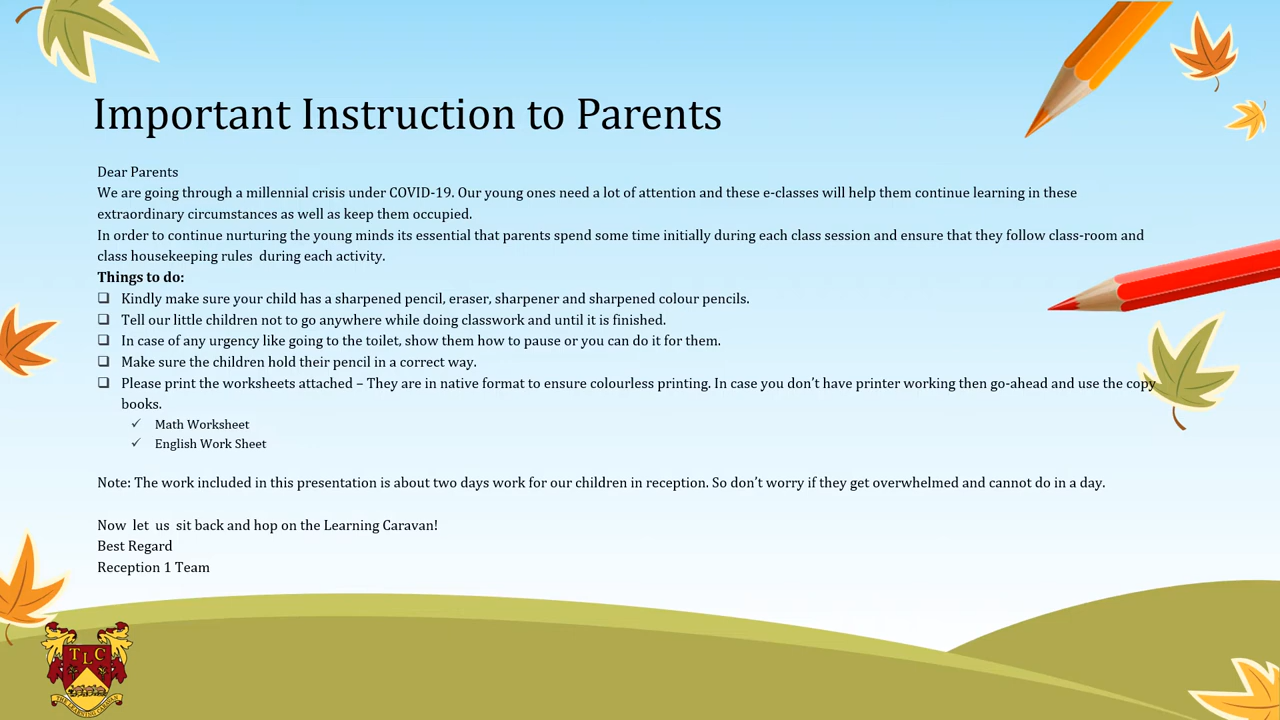 Important Instruction to Parents
Dear Parents
We are going through a millennial crisis under COVID-19. Our young ones need a lot of attention and these e-classes will help them continue learning in these
extraordinary circumstances as well as keep them occupied.
In order to continue nurturing the young minds its essential that parents spend some time initially during each class session and ensure that they follow class-room and
class housekeeping rules  during each activity.
Things to do:
❑ Kindly make sure your child has a sharpened pencil, eraser, sharpener and sharpened colour pencils.
❑ Tell our little children not to go anywhere while doing classwork and until it is finished.
❑ In case of any urgency like going to the toilet, show them how to pause or you can do it for them.
❑ Make sure the children hold their pencil in a correct way.
❑ Please print the worksheets attached – They are in native format to ensure colourless printing. In case you don’t have printer working then go-ahead and use the copy
books.
✓ Math Worksheet
✓ English Work Sheet
Note: The work included in this presentation is about two days work for our children in reception. So don’t worry if they get overwhelmed and cannot do in a day.
Now  let  us  sit back and hop on the Learning Caravan!
Best Regard
Reception 1 Team
TLC
THE LEARNING CARAVAN